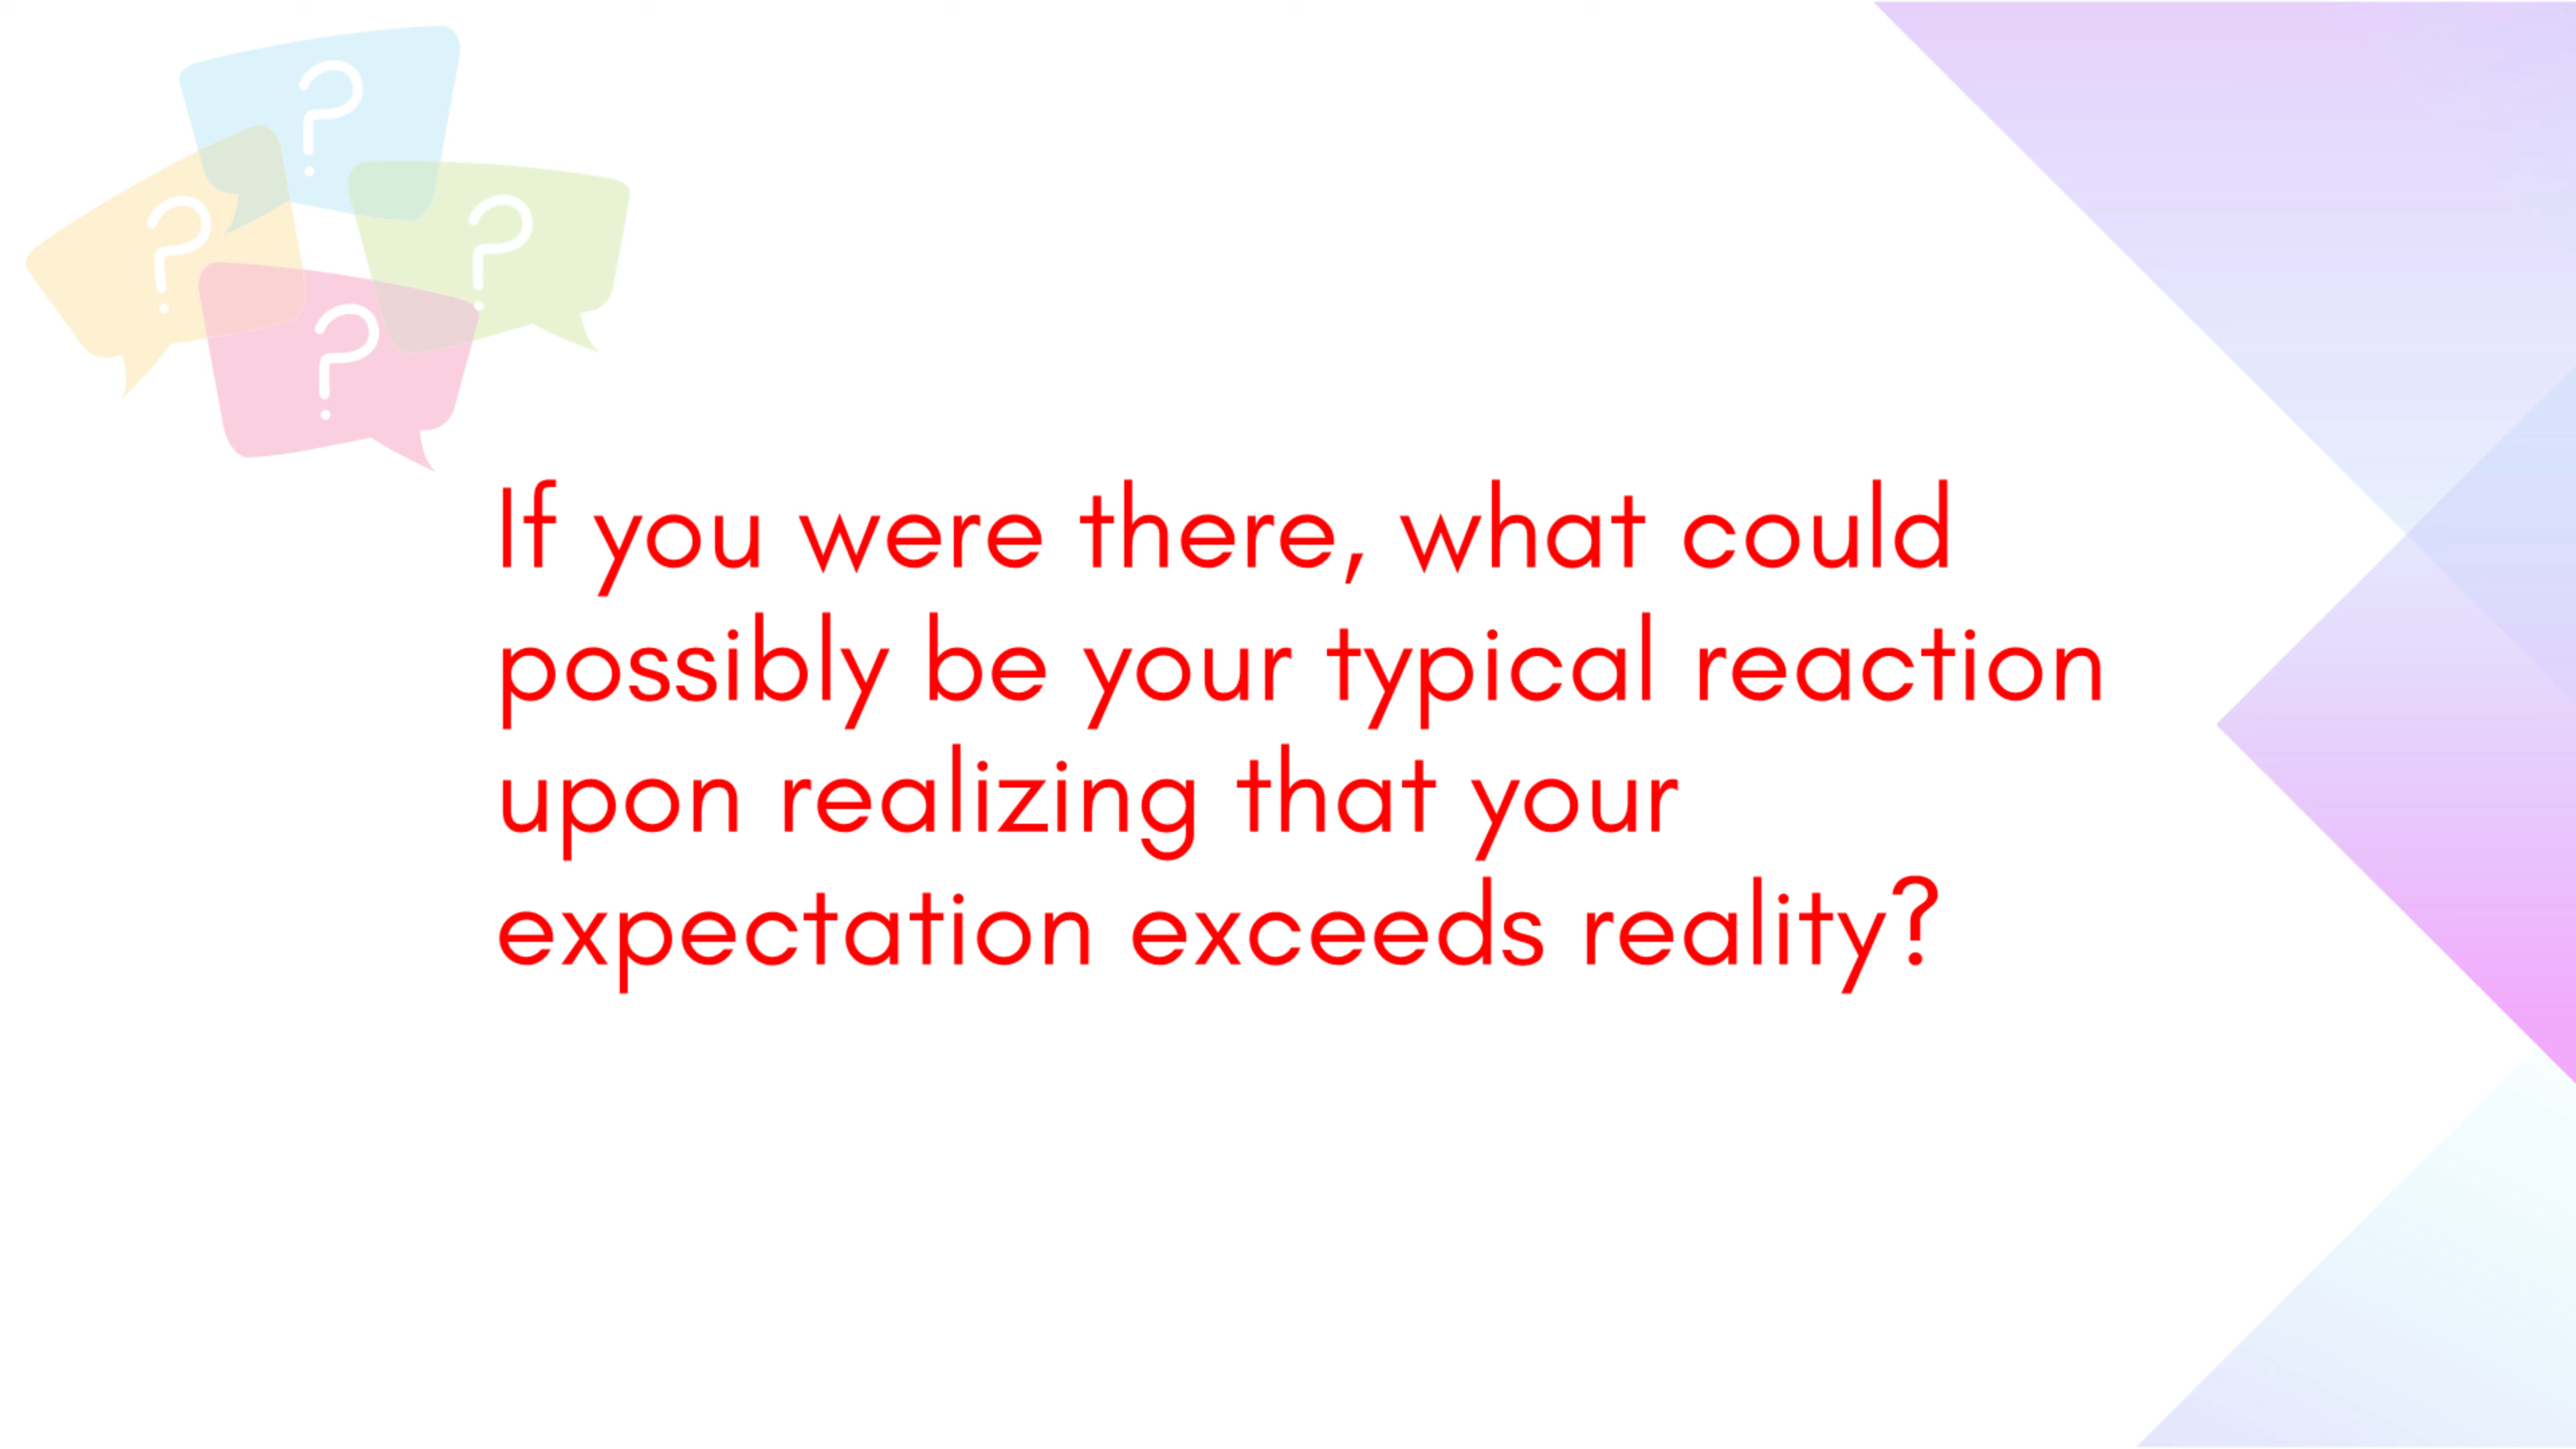 ?
?
?
?
If you were there, what could
possibly be your typical reaction
upon realizing that your
expectation exceeds reality?